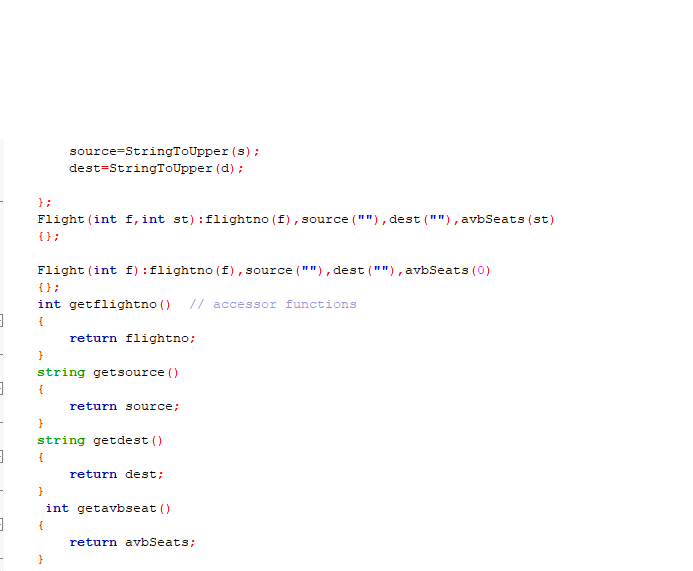 source=StringToUpper(s);
dest=StringToUpper(d);
};
Flight(int f,int st):flightno(f),source(""),dest(""),avbSeats(st)
{};
Flight(int f):flightno(f),source(""),dest(""),avbSeats(0)
{};
int getflightno()  // accessor functions
{
return flightno;
}
string getsource()
{
return source;
}
string getdest()
{
return dest;
}
int getavbseat()
{
return avbSeats;
}